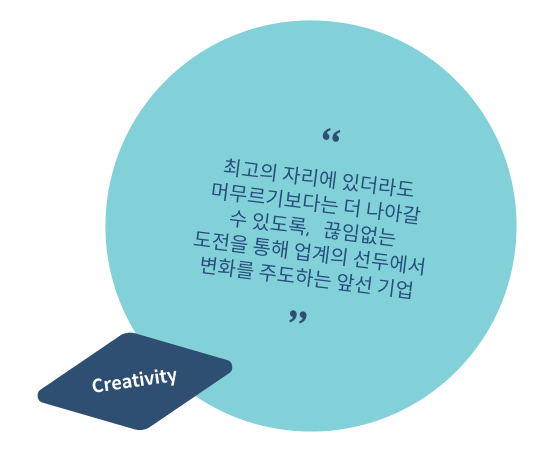 “
최고의 자리에 있더라도
머무르기보다는 더 나아갈
수 있도록, 끊임없는
도전을 통해 업계의 선두에서
변화를 주도하는 앞선 기업
”
Creativity